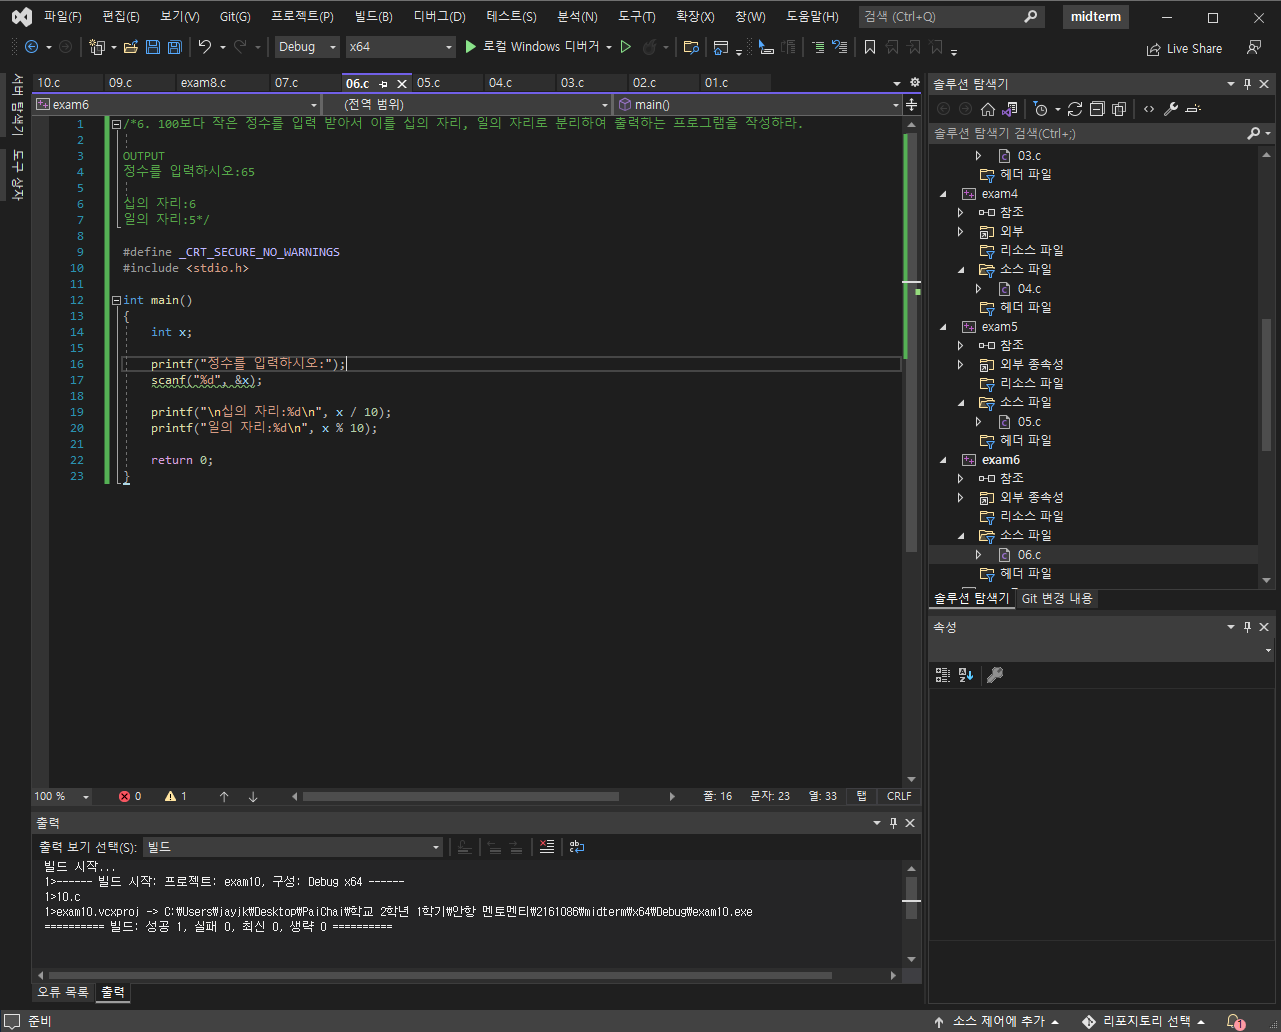 파일(F) 편집(E) 보기(V) Git(G) 프로젝트(P) 빌드(B) 디버그(D) 테스트(S) 분석(N) 도구(T) 확장(X) 창(W) 도움말(H) 검색 (Ctrl+Q) midterm
Debug x64 로컬 Windows 디버거 Live Share
서버 탐색기
도구 상자
10.c 09.c exam8.c 07.c 06.c 05.c 04.c 03.c 02.c 01.c
exam6 (전역 범위) main()
1 /*6. 100보다 작은 정수를 입력 받아서 이를 십의 자리, 일의 자리로 분리하여 출력하는 프로그램을 작성하라.
2
3 OUTPUT
4 정수를 입력하시오:65
5
6 십의 자리:6
7 일의 자리:5*/
8
9 #define _CRT_SECURE_NO_WARNINGS
10 #include <stdio.h>
11
12 int main()
13 {
14 int x;
15
16 printf("정수를 입력하시오:");
17 scanf("%d", &x);
18
19 printf("\n십의 자리:%d\n", x / 10);
20 printf("일의 자리:%d\n", x % 10);
21
22 return 0;
23 }
100 % 0 1 줄: 16 문자: 23 열: 33 탭 CRLF
출력
출력 보기 선택(S): 빌드
빌드 시작...
1>------ 빌드 시작: 프로젝트: exam10, 구성: Debug x64 ------
1>10.c
1>exam10.vcxproj -> C:₩Users₩jayjk₩Desktop₩PaiChai₩학교 2학년 1학기₩안항 멘토멘티₩2161086₩midterm₩x64₩Debug₩exam10.exe
========== 빌드: 성공 1, 실패 0, 최신 0, 생략 0 ==========
오류 목록 출력
솔루션 탐색기
솔루션 탐색기 검색(Ctrl+;)
03.c
헤더 파일
exam4
참조
외부
리소스 파일
소스 파일
04.c
헤더 파일
exam5
참조
외부 종속성
리소스 파일
소스 파일
05.c
헤더 파일
exam6
참조
외부 종속성
리소스 파일
소스 파일
06.c
헤더 파일
솔루션 탐색기 Git 변경 내용
속성
준비 소스 제어에 추가 리포지토리 선택 1